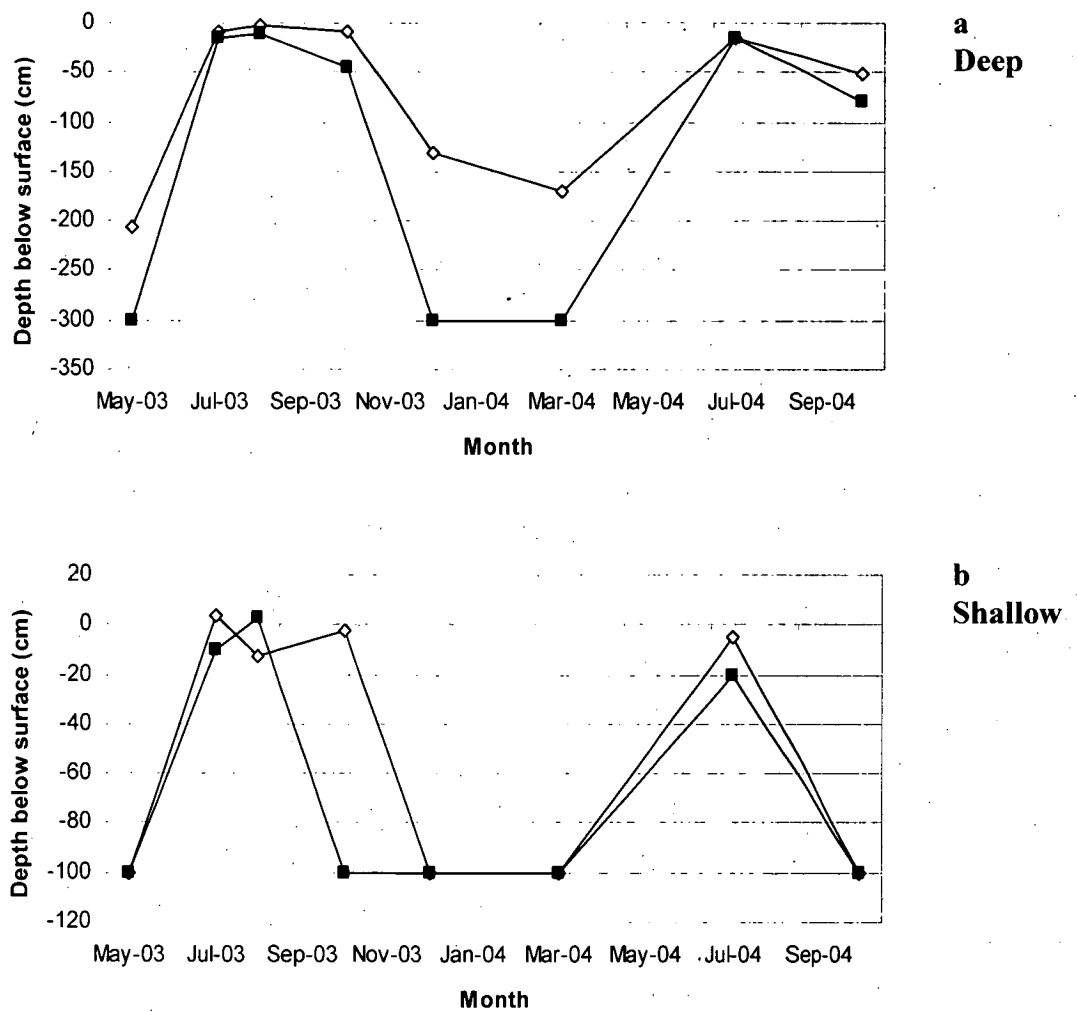 a
Deep
Depth below surface (cm)
0
-50
-100
-150
-200
-250
-300
-350
May-03 Jul-03 Sep-03 Nov-03 Jan-04 Mar-04 May-04 Jul-04 Sep-04
Month
b
Shallow
Depth below surface (cm)
20
0
-20
-40
-60
-80
-100
-120
May-03 Jul-03 Sep-03 Nov-03 Jan-04 Mar-04 May-04 Jul-04 Sep-04
Month